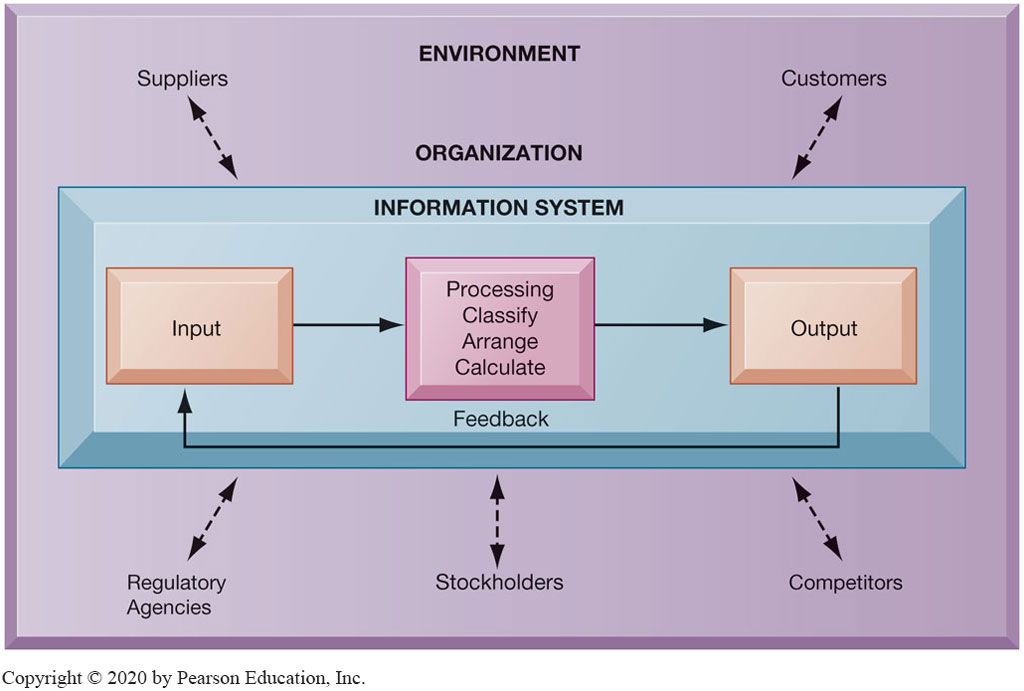 ENVIRONMENT
Suppliers
Customers
ORGANIZATION
INFORMATION SYSTEM
Input
Processing
Classify
Arrange
Calculate
Output
Feedback
Regulatory
Agencies
Stockholders
Competitors
Copyright © 2020 by Pearson Education, Inc.